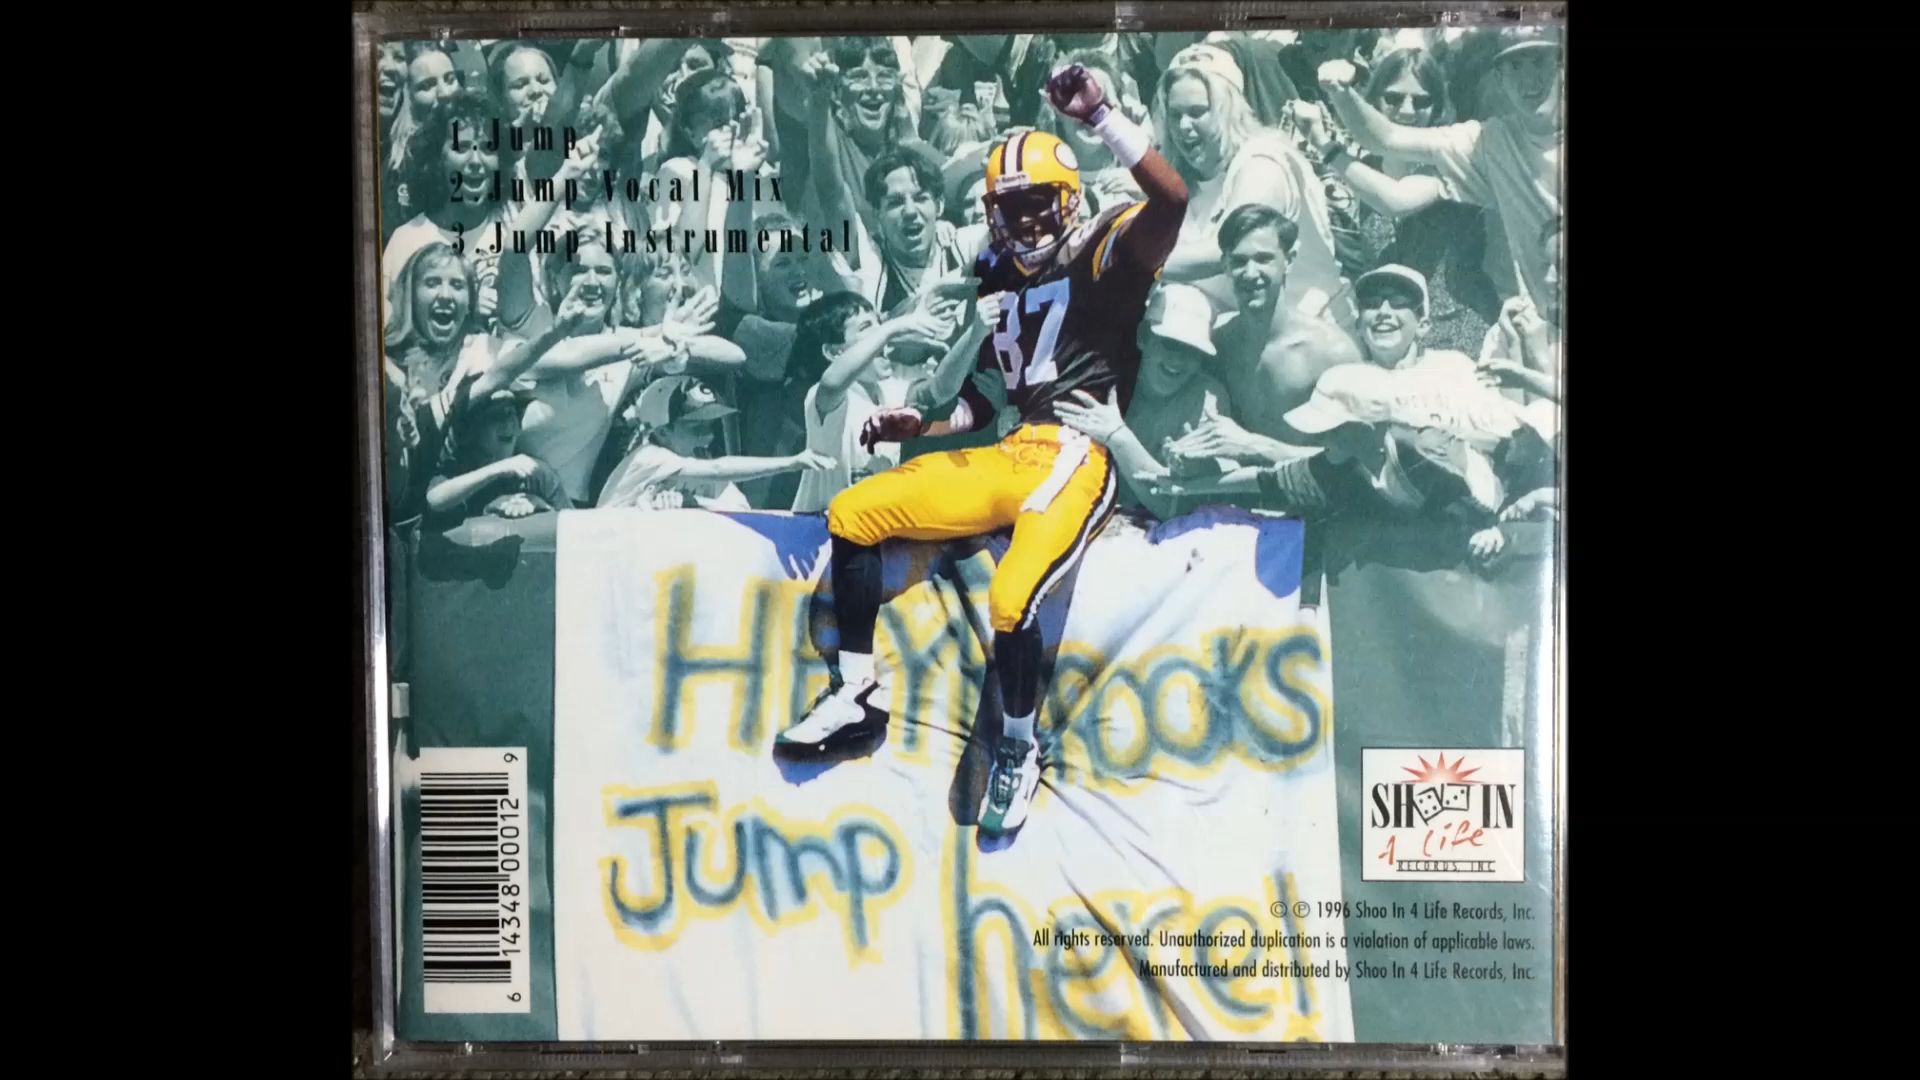 1. Jump
2. Jump Vocal Mix
3. Jump Instrumental
87
HEY BROOKS
Jump
here!
SHOO IN
4 Life
RECORDS, INC.
© ℗ 1996 Shoo In 4 Life Records, Inc.
All rights reserved. Unauthorized duplication is a violation of applicable laws.
Manufactured and distributed by Shoo In 4 Life Records, Inc.
6 14348 00012 9